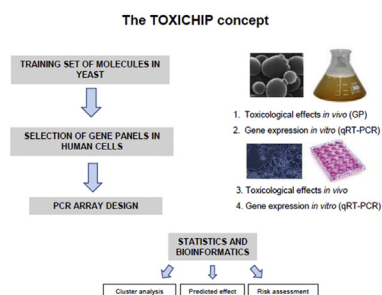 The TOXICHIP concept
TRAINING SET OF MOLECULES IN
YEAST
SELECTION OF GENE PANELS IN
HUMAN CELLS
PCR ARRAY DESIGN
1. Toxicological effects in vivo (GP)
2. Gene expression in vitro (qRT-PCR)
3. Toxicological effects in vivo
4. Gene expression in vitro (qRT-PCR)
STATISTICS AND
BIOINFORMATICS
Cluster analysis
Predicted effect
Risk assessment